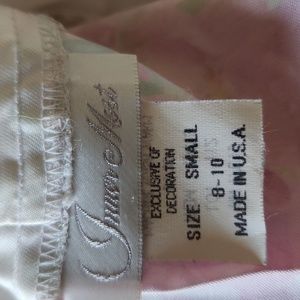 Inner Most
EXCLUSIVE OF
DECORATION
SIZE SMALL
8-10
MADE IN U.S.A.